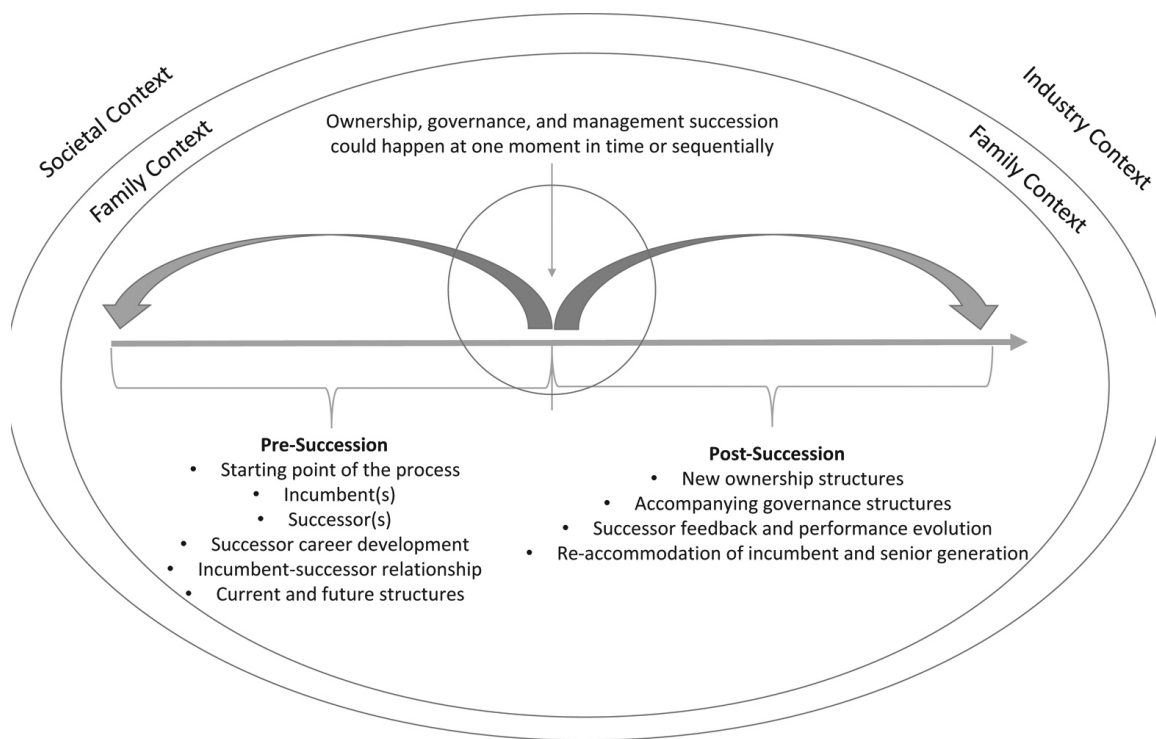 Societal Context
Industry Context
Family Context
Family Context
Ownership, governance, and management succession
could happen at one moment in time or sequentially
Pre-Succession
• Starting point of the process
• Incumbent(s)
• Successor(s)
• Successor career development
• Incumbent-successor relationship
• Current and future structures
Post-Succession
• New ownership structures
• Accompanying governance structures
• Successor feedback and performance evolution
• Re-accommodation of incumbent and senior generation